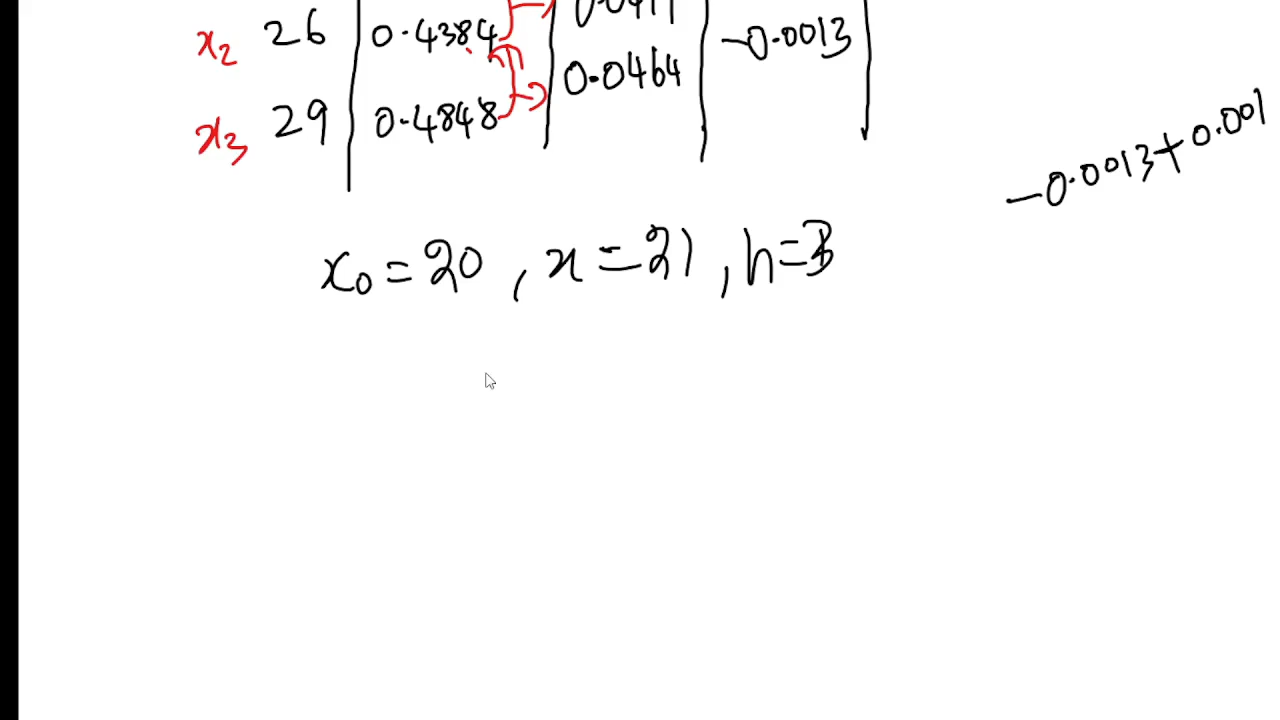 x₂ 26 0.4384 -0.0013
0.0464
x₃ 29 0.4848
-0.0013+0.001
x₀ = 20 , x = 21 , h=3